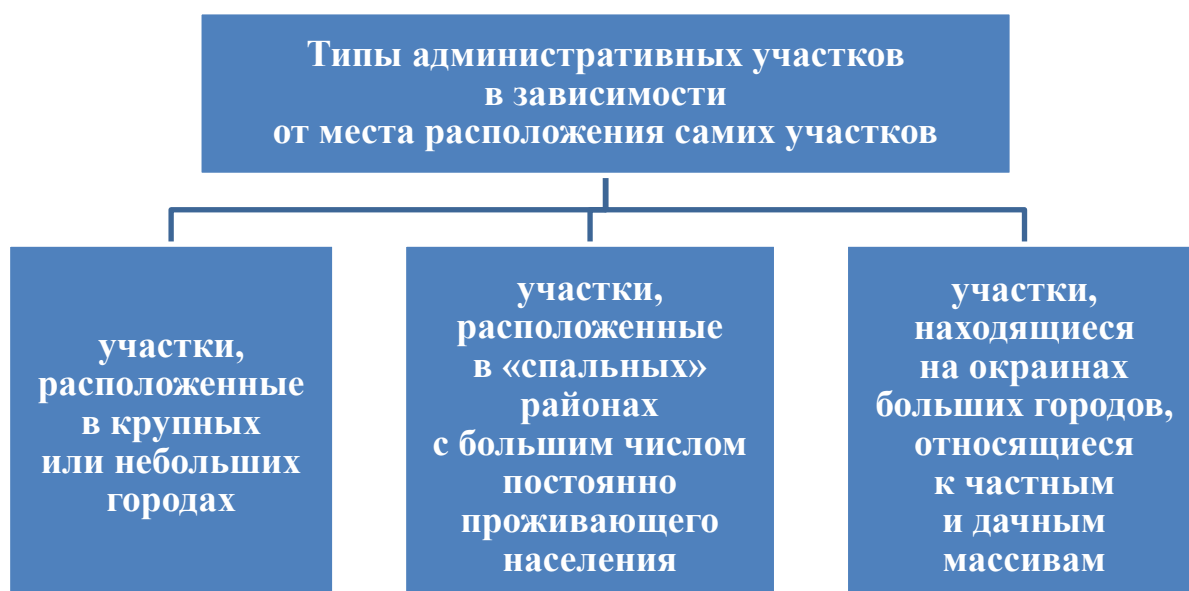 Типы административных участков
в зависимости
от места расположения самих участков
участки,
расположенные
в крупных
или небольших
городах
участки,
расположенные
в «спальных»
районах
с большим числом
постоянно
проживающего
населения
участки,
находящиеся
на окраинах
больших городов,
относящиеся
к частным
и дачным
массивам